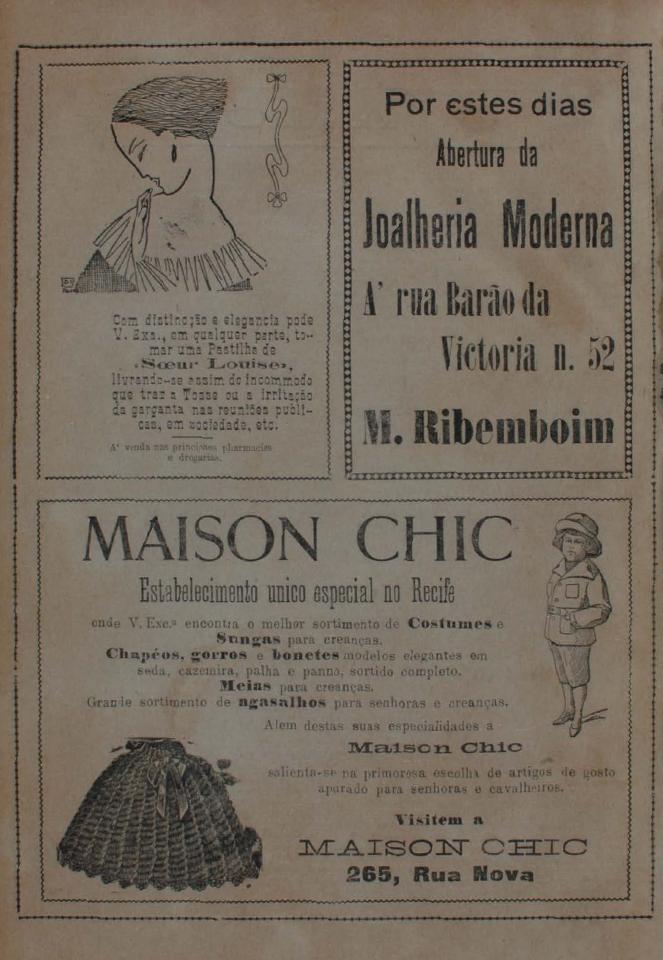 Com distincção e elegancia pode
V. Exa., em qualquer parte, to-
mar uma Pastilha de
«Sœur Louise»,
livrando-se assim do incommodo
que traz a Tosse ou a irritação
da garganta nas reuniões publi-
cas, em sociedade, etc.
A' venda nas principaes pharmacies
e drogarias.
Por estes dias
Abertura da
Joalheria Moderna
A' rua Barão da
Victoria n. 52
M. Ribemboim
MAISON CHIC
Estabelecimento unico especial no Recife
onde V. Exc.ª encontra o melhor sortimento de Costumes e
Sungas para creanças.
Chapéos, gorros e bonetes modelos elegantes em
seda, cazemira, palha e panno, sortido completo.
Meias para creanças.
Grande sortimento de agasalhos para senhoras e creanças.
Alem destas suas especialidades a
Maison Chic
salienta-se na primorosa escolha de artigos de gosto
apurado para senhoras e cavalheiros.
Visitem a
MAISON CHIC
265, Rua Nova